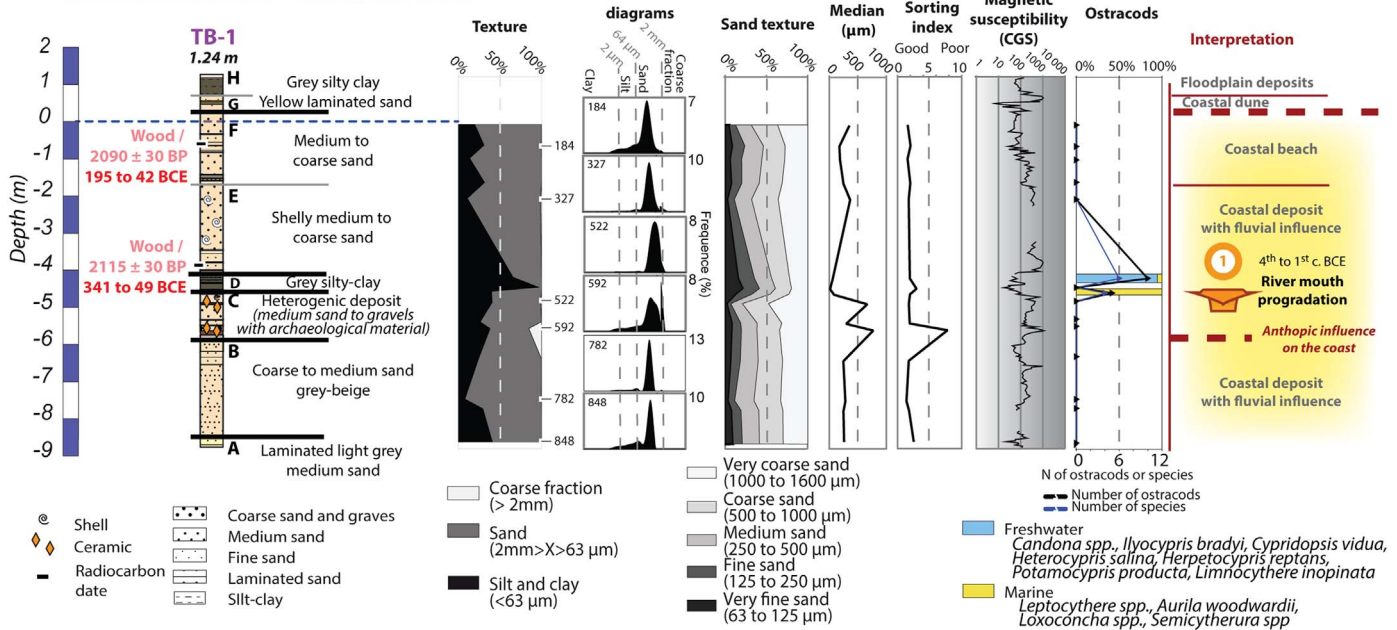 diagrams
Median
(µm)
Sorting
index
Magnetic
susceptibility
(CGS)
Ostracods
Texture
Sand texture
Interpretation
TB-1
1.24 m
0%
50%
100%
Clay
2 µm
Silt
64 µm
Sand
2 mm
Coarse
fraction
0%
50%
100%
0
500
1000
Good Poor
0 5 10
1
10
100
1000
10 000
0 50% 100%
Depth (m)
2
1
0
-1
-2
-3
-4
-5
-6
-7
-8
-9
Wood /
2090 ± 30 BP
195 to 42 BCE
Wood /
2115 ± 30 BP
341 to 49 BCE
H
G
F
E
D
C
B
A
Grey silty clay
Yellow laminated sand
Medium to
coarse sand
Shelly medium to
coarse sand
Grey silty-clay
Heterogenic deposit
(medium sand to gravels
with archaeological material)
Coarse to medium sand
grey-beige
Laminated light grey
medium sand
184
327
522
592
782
848
184
7
327
10
522
8
592
8
782
13
848
10
Frequence (%)
Floodplain deposits
Coastal dune
Coastal beach
Coastal deposit
with fluvial influence
1
4th to 1st c. BCE
River mouth
progradation
Anthopic influence
on the coast
Coastal deposit
with fluvial influence
0 6 12
N of ostracods or species
Number of ostracods
Number of species
Shell
Ceramic
Radiocarbon
date
Coarse sand and graves
Medium sand
Fine sand
Laminated sand
SIlt-clay
Coarse fraction
(> 2mm)
Sand
(2mm>X>63 µm)
Silt and clay
(<63 µm)
Very coarse sand
(1000 to 1600 µm)
Coarse sand
(500 to 1000 µm)
Medium sand
(250 to 500 µm)
Fine sand
(125 to 250 µm)
Very fine sand
(63 to 125 µm)
Freshwater
Candona spp., Ilyocypris bradyi, Cypridopsis vidua,
Heterocypris salina, Herpetocypris reptans,
Potamocypris producta, Limnocythere inopinata
Marine
Leptocythere spp., Aurila woodwardii,
Loxoconcha spp., Semicytherura spp